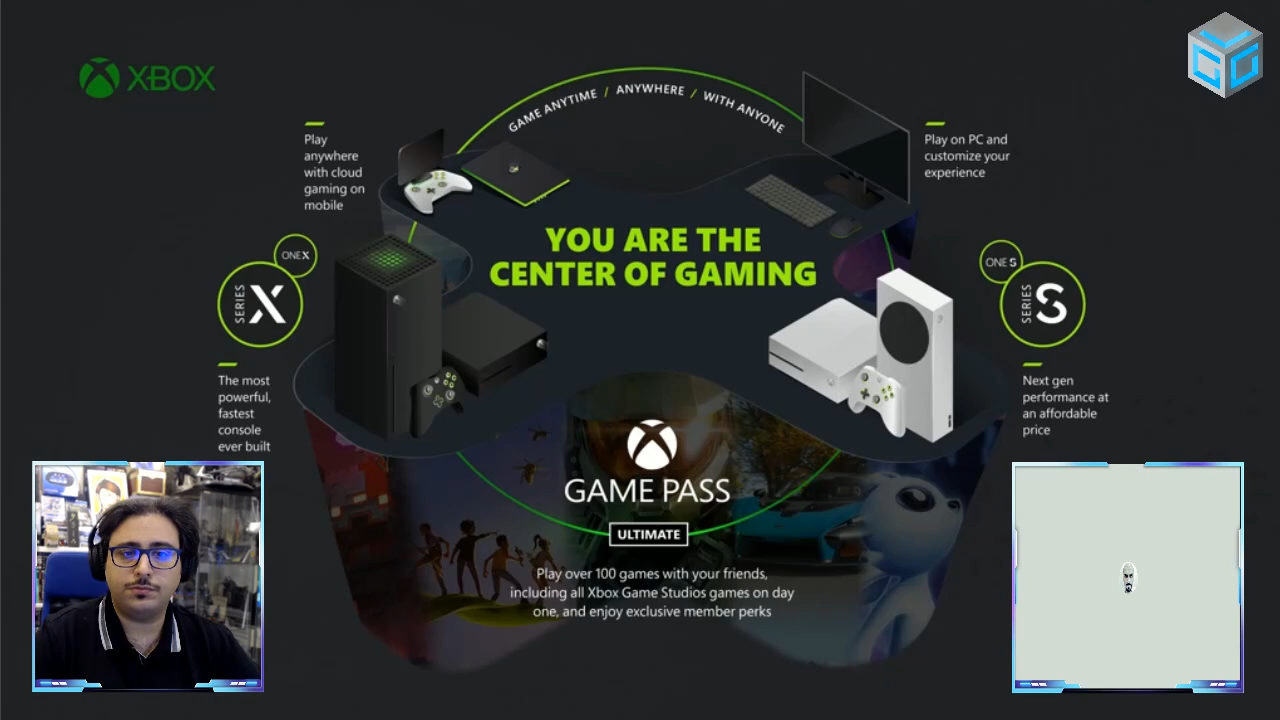 XBOX
GAME ANYTIME / ANYWHERE / WITH ANYONE
Play
anywhere
with cloud
gaming on
mobile
Play on PC and
customize your
experience
YOU ARE THE
CENTER OF GAMING
ONE X
SERIES X
The most
powerful,
fastest
console
ever built
ONE S
SERIES S
Next gen
performance at
an affordable
price
GAME PASS
ULTIMATE
Play over 100 games with your friends,
including all Xbox Game Studios games on day
one, and enjoy exclusive member perks